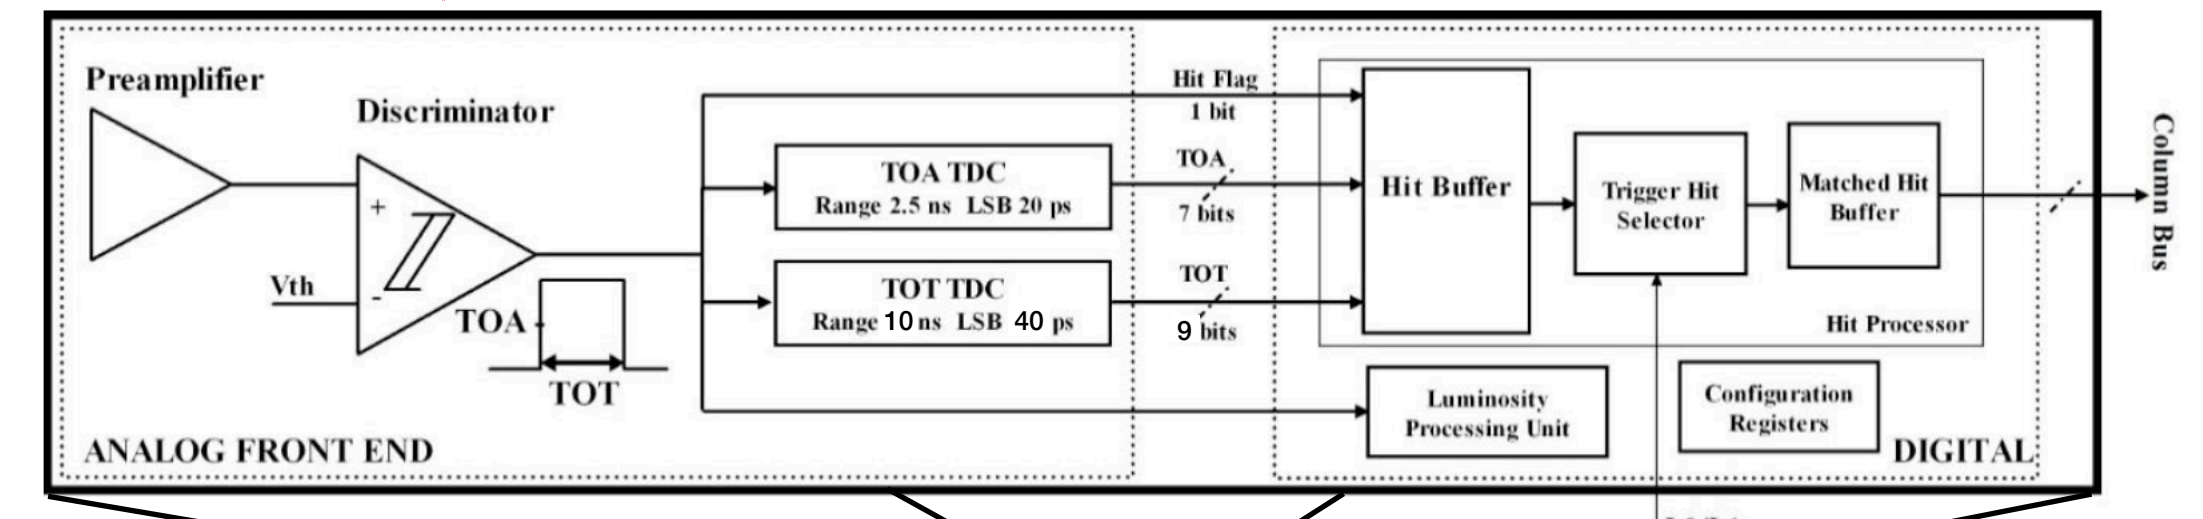 Preamplifier
Discriminator
+
Vth
-
TOA
TOT
ANALOG FRONT END
TOA TDC
Range 2.5 ns LSB 20 ps
TOT TDC
Range 10 ns LSB 40 ps
Hit Flag
1 bit
TOA
7 bits
TOT
9 bits
Hit Buffer
Trigger Hit
Selector
Matched Hit
Buffer
Hit Processor
Luminosity
Processing Unit
Configuration
Registers
DIGITAL
Column Bus